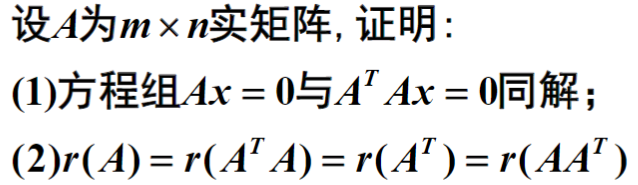 设A为m×n实矩阵, 证明:
(1)方程组Ax = 0与A^T Ax = 0同解;
(2)r(A) = r(A^T A) = r(A^T) = r(AA^T)